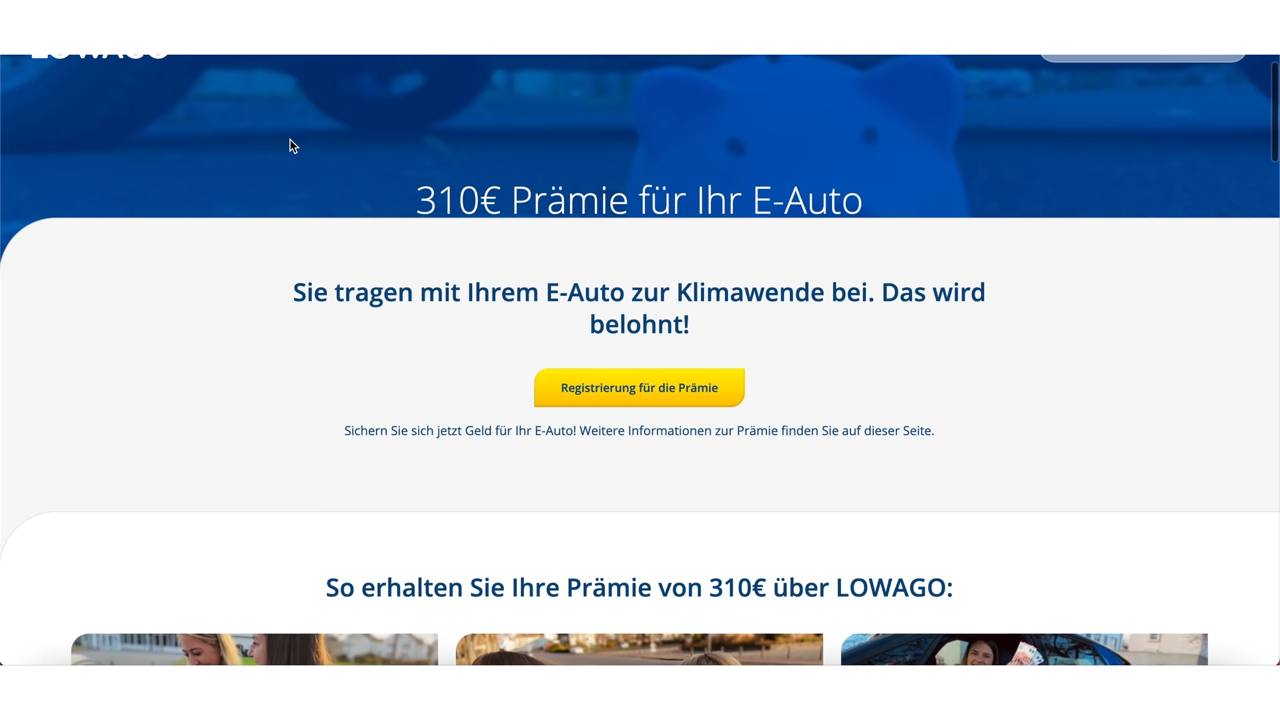 LOWAGO
310€ Prämie für Ihr E-Auto
Sie tragen mit Ihrem E-Auto zur Klimawende bei. Das wird
belohnt!
Registrierung für die Prämie
Sichern Sie sich jetzt Geld für Ihr E-Auto! Weitere Informationen zur Prämie finden Sie auf dieser Seite.
So erhalten Sie Ihre Prämie von 310€ über LOWAGO: